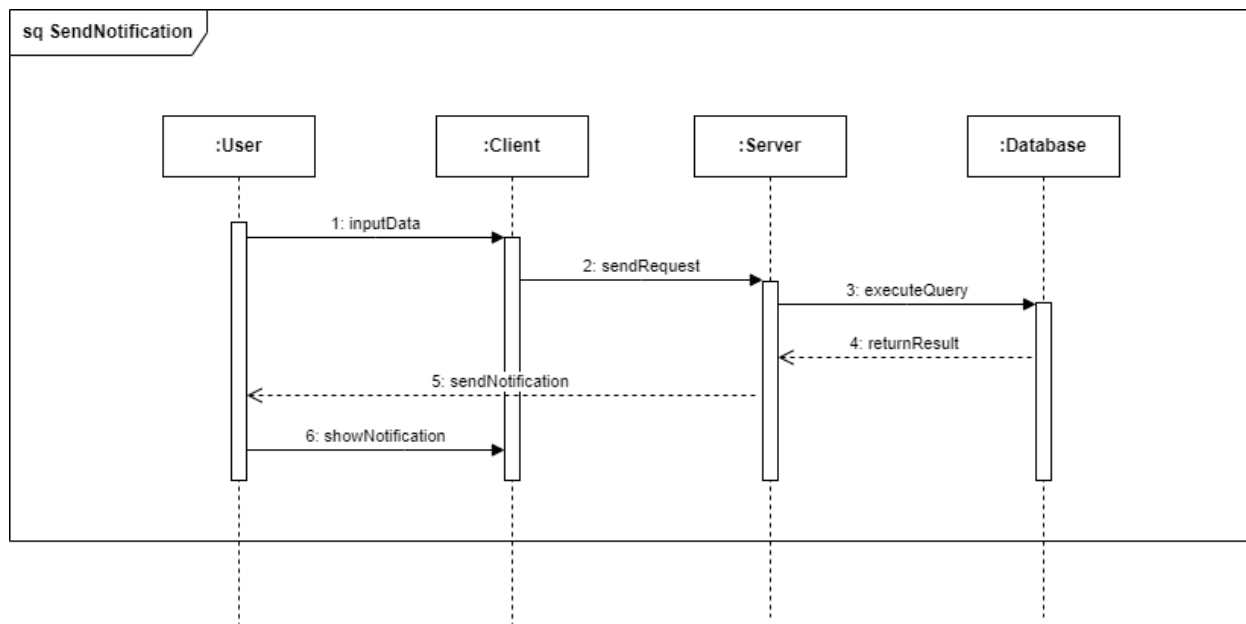 sq SendNotification
:User
:Client
:Server
:Database
1: inputData
2: sendRequest
3: executeQuery
4: returnResult
5: sendNotification
6: showNotification